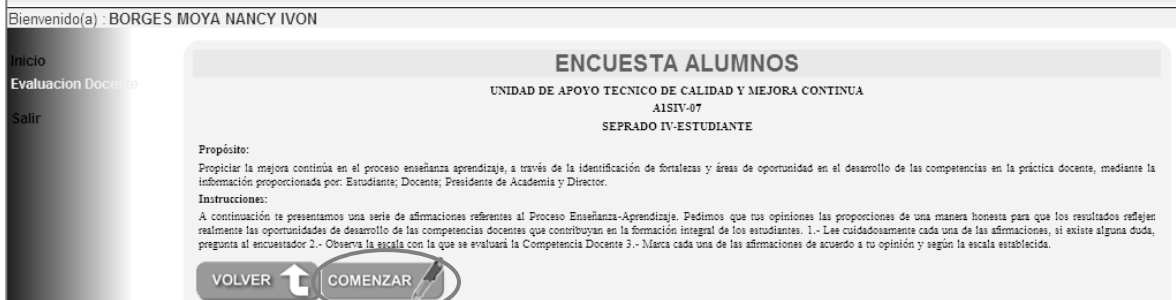 Bienvenido(a) : BORGES MOYA NANCY IVON
Inicio
Evaluacion Docente
Salir
ENCUESTA ALUMNOS
UNIDAD DE APOYO TECNICO DE CALIDAD Y MEJORA CONTINUA
A1SIV-07
SEPRADO IV-ESTUDIANTE
Propósito:
Propiciar la mejora continúa en el proceso enseñanza aprendizaje, a través de la identificación de fortalezas y áreas de oportunidad en el desarrollo de las competencias en la práctica docente, mediante la
información proporcionada por: Estudiante; Docente; Presidente de Academia y Director.
Instrucciones:
A continuación te presentamos una serie de afirmaciones referentes al Proceso Enseñanza-Aprendizaje. Pedimos que tus opiniones las proporciones de una manera honesta para que los resultados reflejen
realmente las oportunidades de desarrollo de las competencias docentes que contribuyan en la formación integral de los estudiantes. 1.- Lee cuidadosamente cada una de las afirmaciones, si existe alguna duda,
pregunta al encuestador 2.- Observa la escala con la que se evaluará la Competencia Docente 3.- Marca cada una de las afirmaciones de acuerdo a tu opinión y según la escala establecida.
VOLVER
COMENZAR